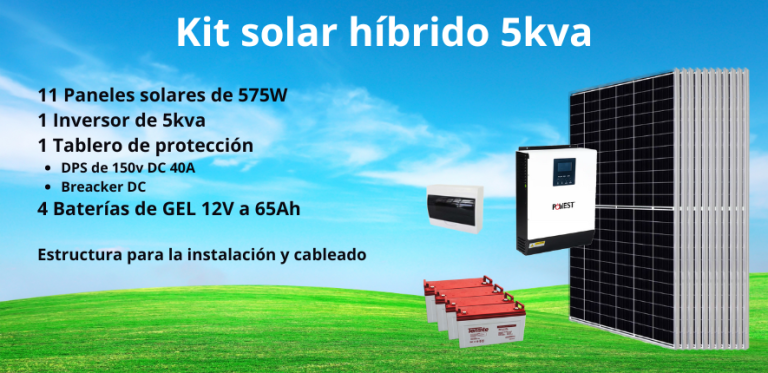 Kit solar híbrido 5kva
11 Paneles solares de 575W
1 Inversor de 5kva
1 Tablero de protección
• DPS de 150v DC 40A
• Breacker DC
4 Baterías de GEL 12V a 65Ah
Estructura para la instalación y cableado
POWEST